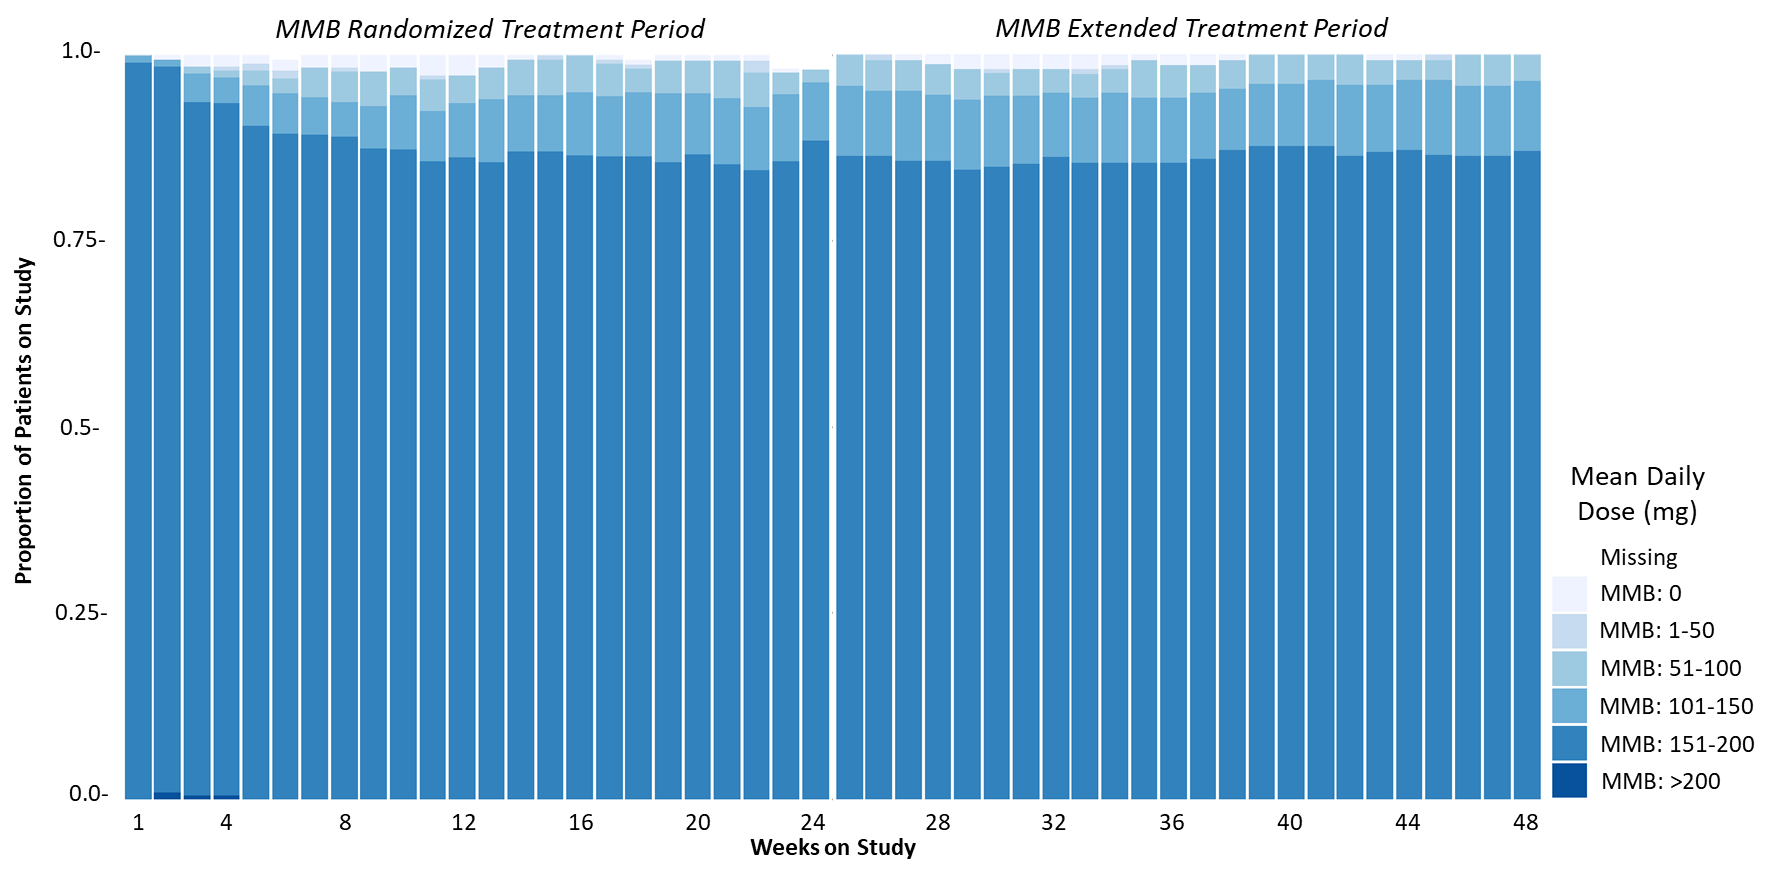 MMB Randomized Treatment Period
MMB Extended Treatment Period
1.0-
0.75-
0.5-
0.25-
0.0-
Proportion of Patients on Study
1 4 8 12 16 20 24 28 32 36 40 44 48
Weeks on Study
Mean Daily
Dose (mg)
Missing
MMB: 0
MMB: 1-50
MMB: 51-100
MMB: 101-150
MMB: 151-200
MMB: >200